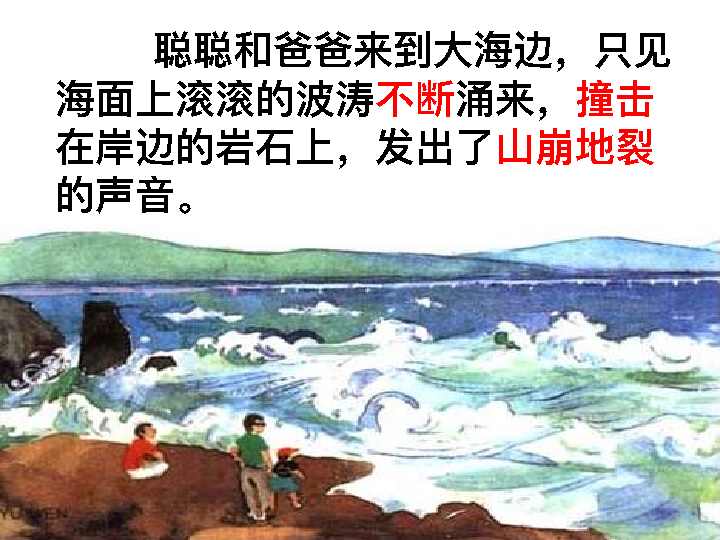 聪聪和爸爸来到大海边，只见
海面上滚滚的波涛不断涌来，撞击
在岸边的岩石上，发出了山崩地裂
的声音。